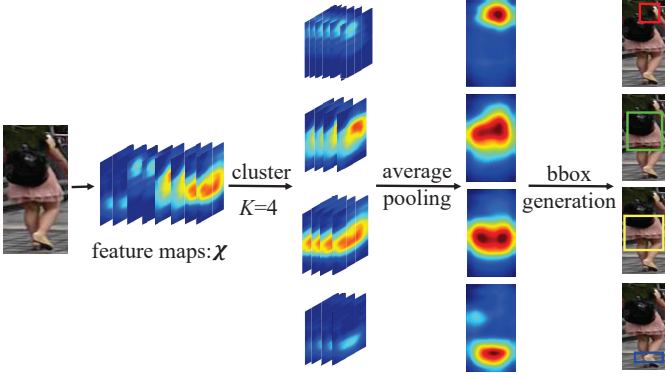 cluster
K=4
feature maps:χ
average
pooling
bbox
generation